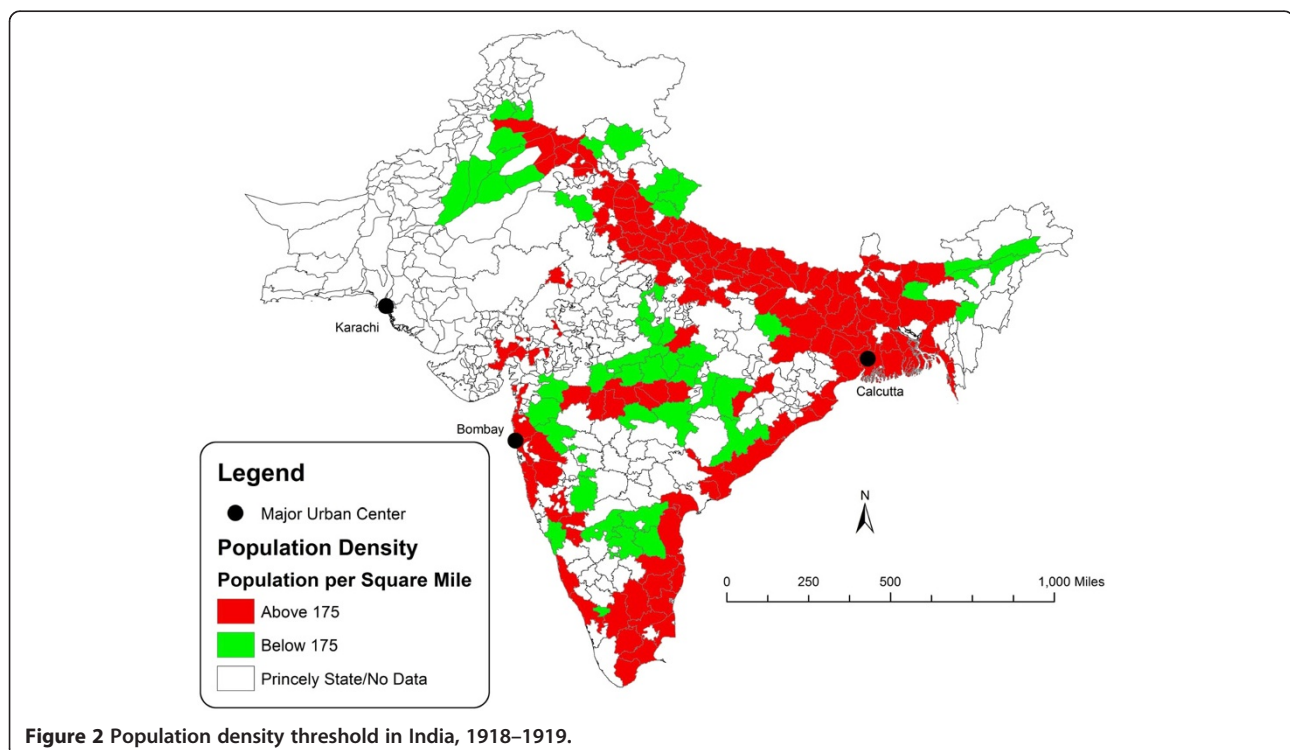 Karachi
Bombay
Calcutta
N
0 250 500 1,000 Miles
Legend
Major Urban Center
Population Density
Population per Square Mile
Above 175
Below 175
Princely State/No Data
Figure 2 Population density threshold in India, 1918–1919.